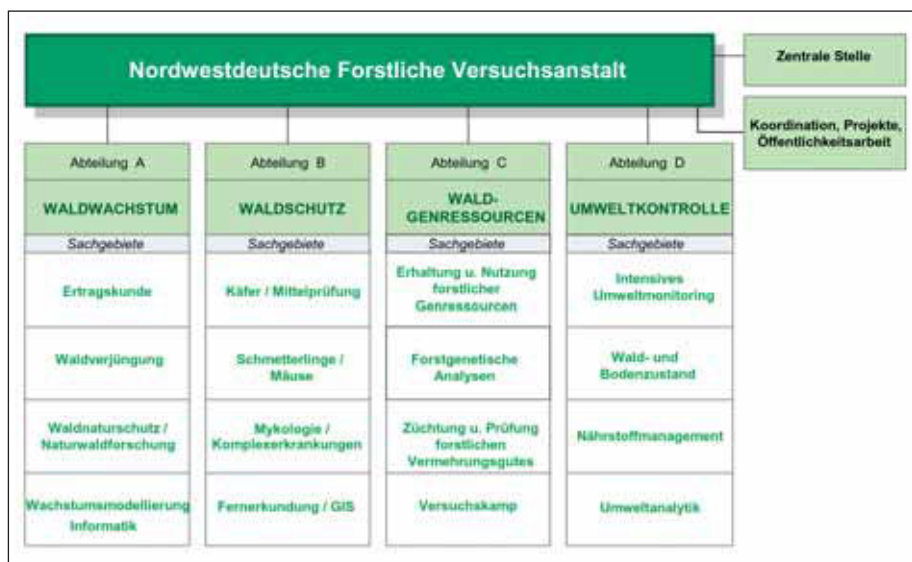 Nordwestdeutsche Forstliche Versuchsanstalt
Zentrale Stelle
Koordination, Projekte,
Öffentlichkeitsarbeit
Abteilung A
WALDWACHSTUM
Sachgebiete
Ertragskunde
Waldverjüngung
Waldnaturschutz /
Naturwaldforschung
Wachstumsmodellierung
Informatik
Abteilung B
WALDSCHUTZ
Sachgebiete
Käfer / Mittelprüfung
Schmetterlinge /
Mäuse
Mykologie /
Komplexerkrankungen
Fernerkundung / GIS
Abteilung C
WALD-
GENRESSOURCEN
Sachgebiete
Erhaltung u. Nutzung
forstlicher
Genressourcen
Forstgenetische
Analysen
Züchtung u. Prüfung
forstlichen
Vermehrungsgutes
Versuchskamp
Abteilung D
UMWELTKONTROLLE
Sachgebiete
Intensives
Umweltmonitoring
Wald- und
Bodenzustand
Nährstoffmanagement
Umweltanalytik